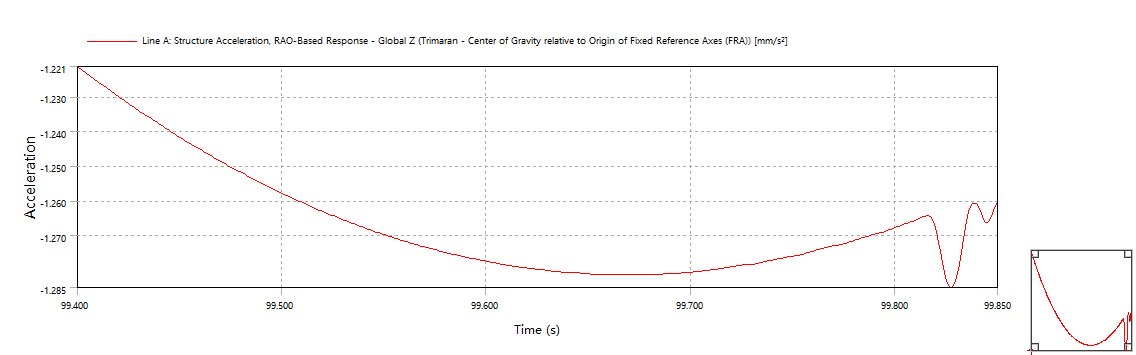 Line A: Structure Acceleration, RAO-Based Response - Global Z (Trimaran - Center of Gravity relative to Origin of Fixed Reference Axes (FRA)) [mm/s²]
-1.221
-1.230
-1.240
-1.250
-1.260
-1.270
-1.285
Acceleration
99.400 99.500 99.600 99.700 99.800 99.850
Time (s)